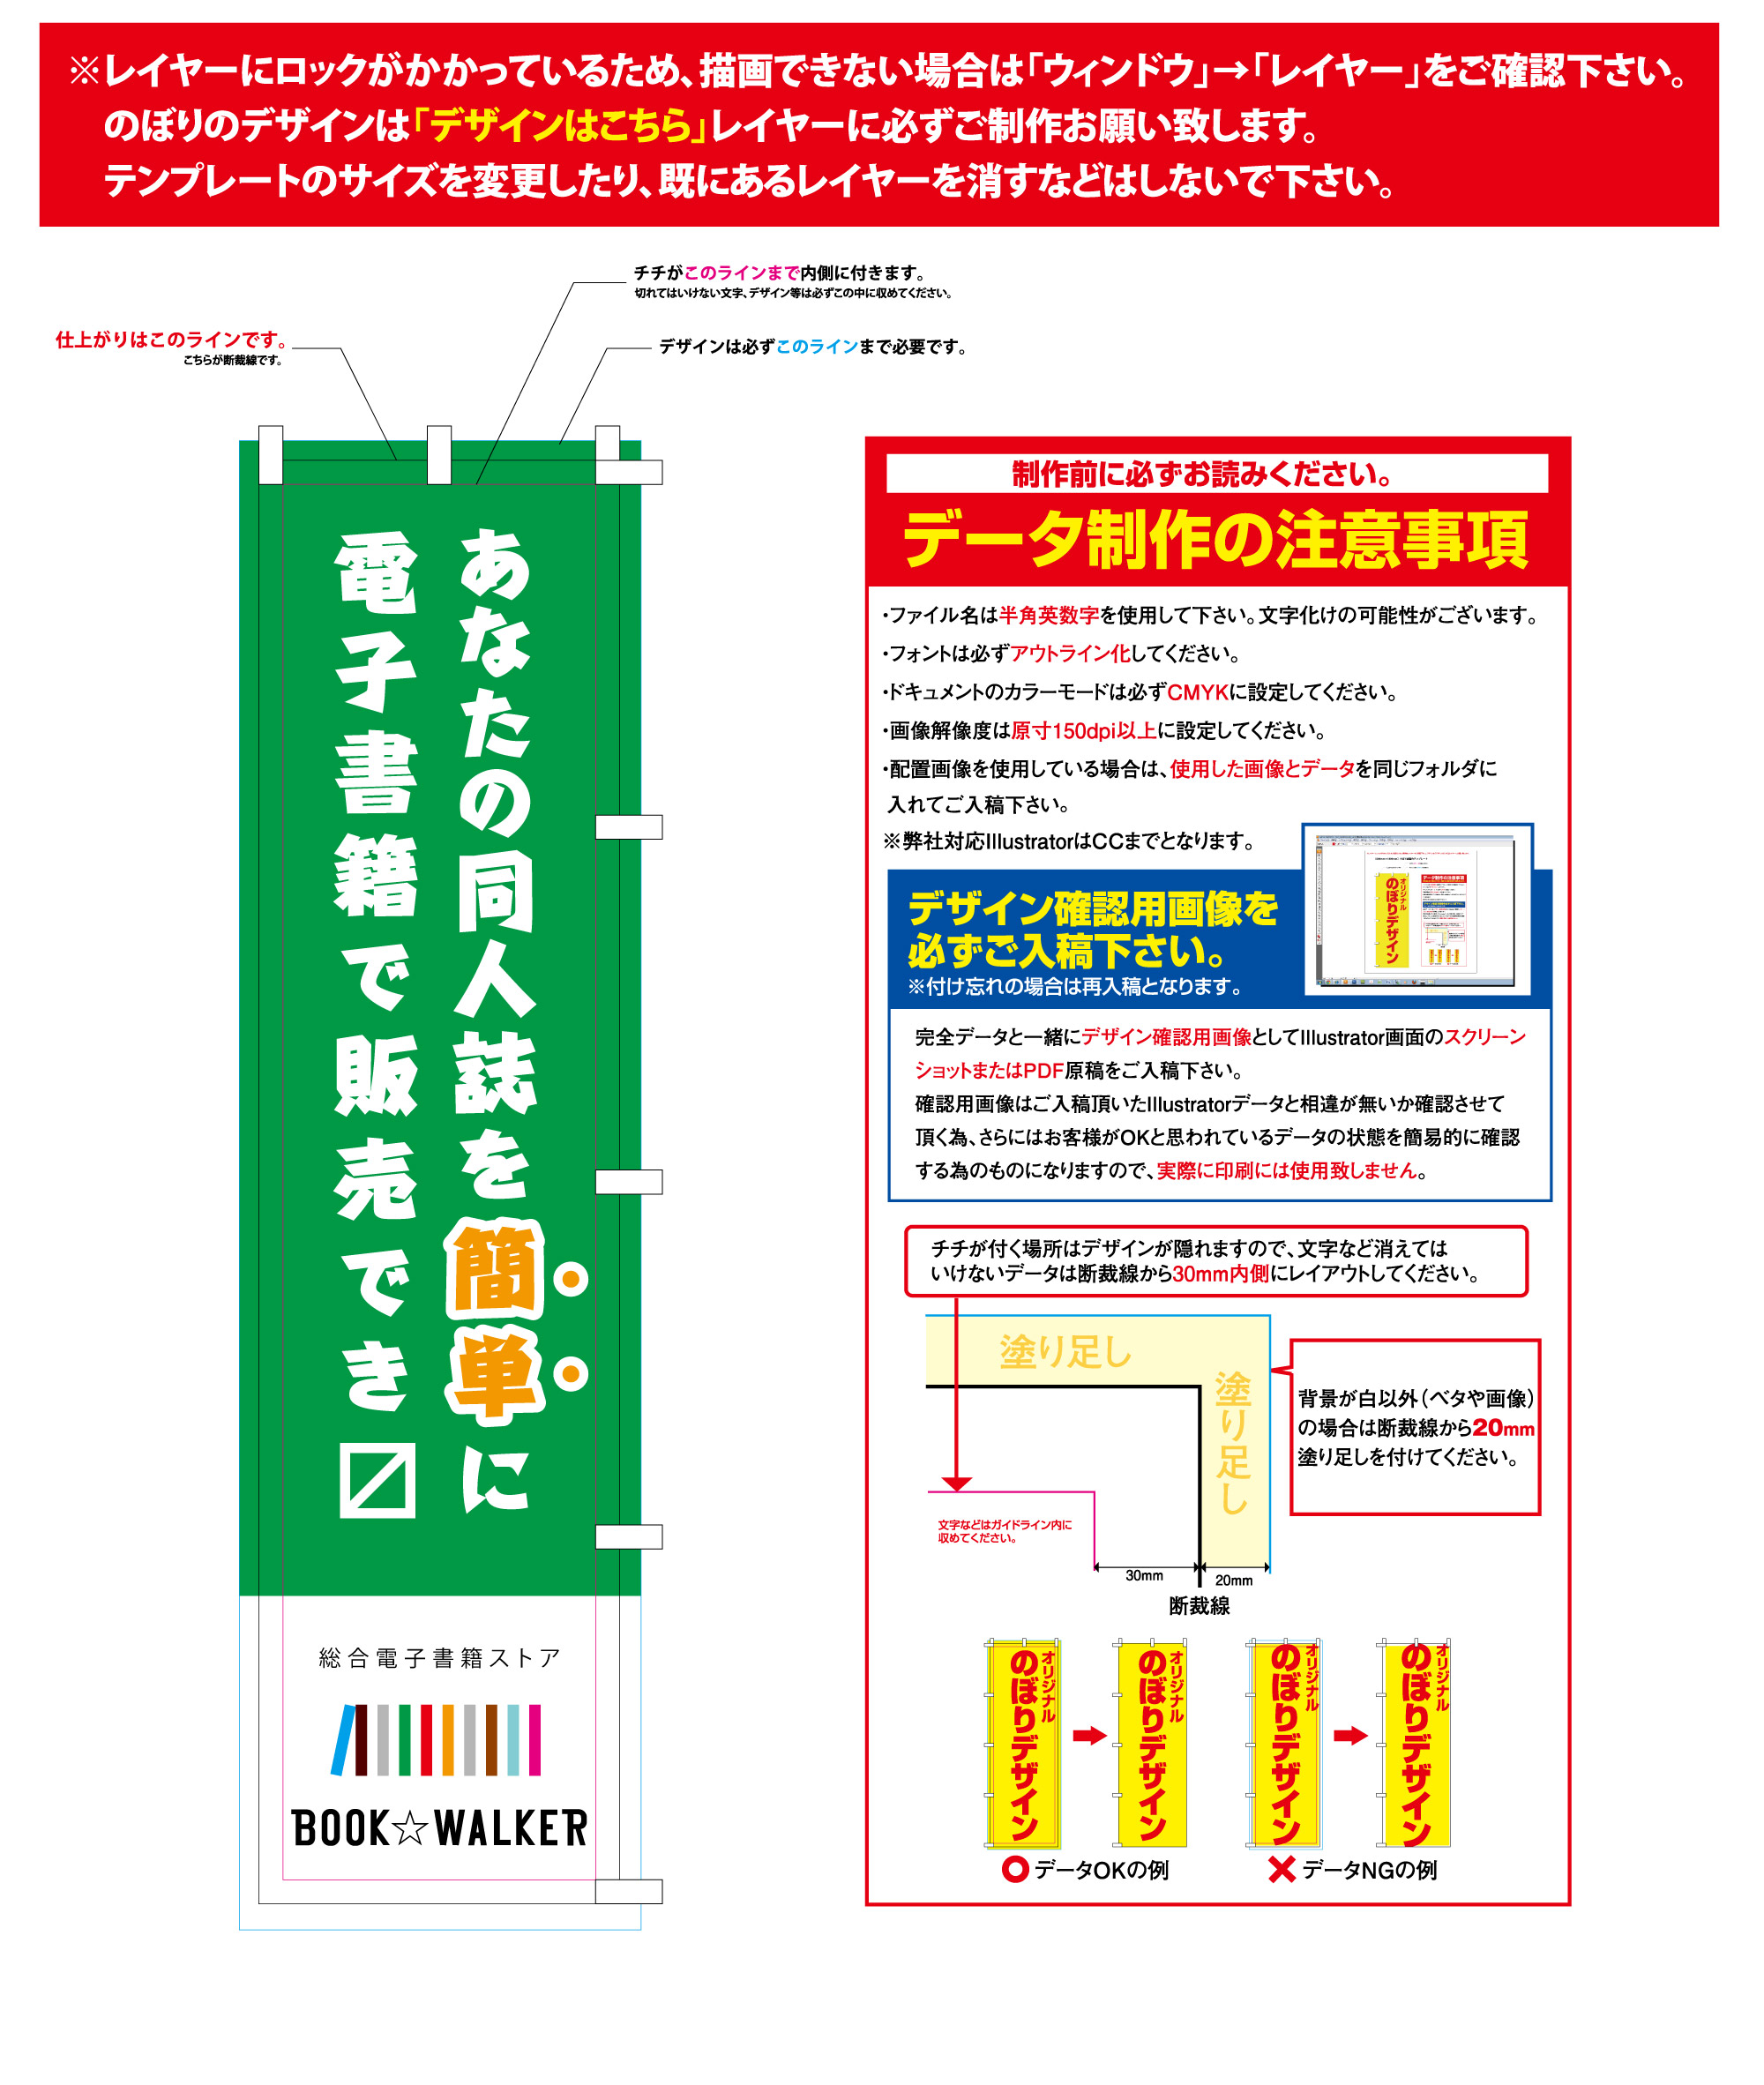 ※レイヤーにロックがかかっているため、描画できない場合は「ウィンドウ」→「レイヤー」をご確認下さい。
のぼりのデザインは「デザインはこちら」レイヤーに必ずご制作お願い致します。
テンプレートのサイズを変更したり、既にあるレイヤーを消すなどはしないで下さい。
チチがこのラインまで内側に付きます。
切れてはいけない文字、デザイン等は必ずこの中に収めてください。
仕上がりはこのラインです。
こちらが断裁線です。
デザインは必ずこのラインまで必要です。
あなたの同人誌を簡単に
電子書籍で販売でき〼
総合電子書籍ストア
BOOK☆WALKER
制作前に必ずお読みください。
データ制作の注意事項
・ファイル名は半角英数字を使用して下さい。文字化けの可能性がございます。
・フォントは必ずアウトライン化してください。
・ドキュメントのカラーモードは必ずCMYKに設定してください。
・画像解像度は原寸150dpi以上に設定してください。
・配置画像を使用している場合は、使用した画像とデータを同じフォルダに
入れてご入稿下さい。
※弊社対応IllustratorはCCまでとなります。
デザイン確認用画像を
必ずご入稿下さい。
※付け忘れの場合は再入稿となります。
オリジナル
のぼりデザイン
データ制作の注意事項
完全データと一緒にデザイン確認用画像としてIllustrator画面のスクリーン
ショットまたはPDF原稿をご入稿下さい。
確認用画像はご入稿頂いたIllustratorデータと相違が無いか確認させて
頂く為、さらにはお客様がOKと思われているデータの状態を簡易的に確認
する為のものになりますので、実際に印刷には使用致しません。
チチが付く場所はデザインが隠れますので、文字など消えては
いけないデータは断裁線から30mm内側にレイアウトしてください。
塗り足し
塗り足し
背景が白以外（ベタや画像）
の場合は断裁線から20mm
塗り足しを付けてください。
文字などはガイドライン内に
収めてください。
30mm
20mm
断裁線
オリジナル
のぼりデザイン
オリジナル
のぼりデザイン
オリジナル
のぼりデザイン
オリジナル
のぼりデザイン
データOKの例
データNGの例